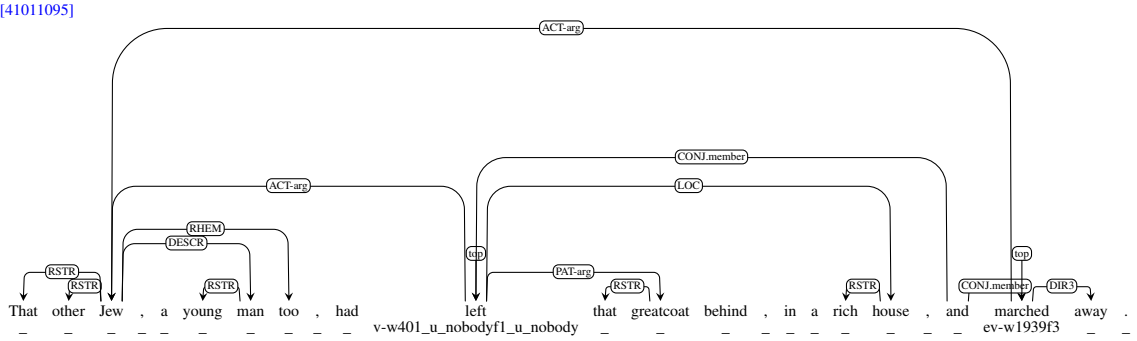 [41011095]
ACT-arg
CONJ.member
ACT-arg LOC
RHEM
DESCR top top
RSTR PAT-arg
RSTR RSTR RSTR RSTR CONJ.member DIR3
That other Jew , a young man too , had left that greatcoat behind , in a rich house , and marched away .
_ _ _ _ _ _ _ _ _ _ v-w401_u_nobodyf1_u_nobody _ _ _ _ _ _ _ _ _ _ ev-w1939f3 _ _